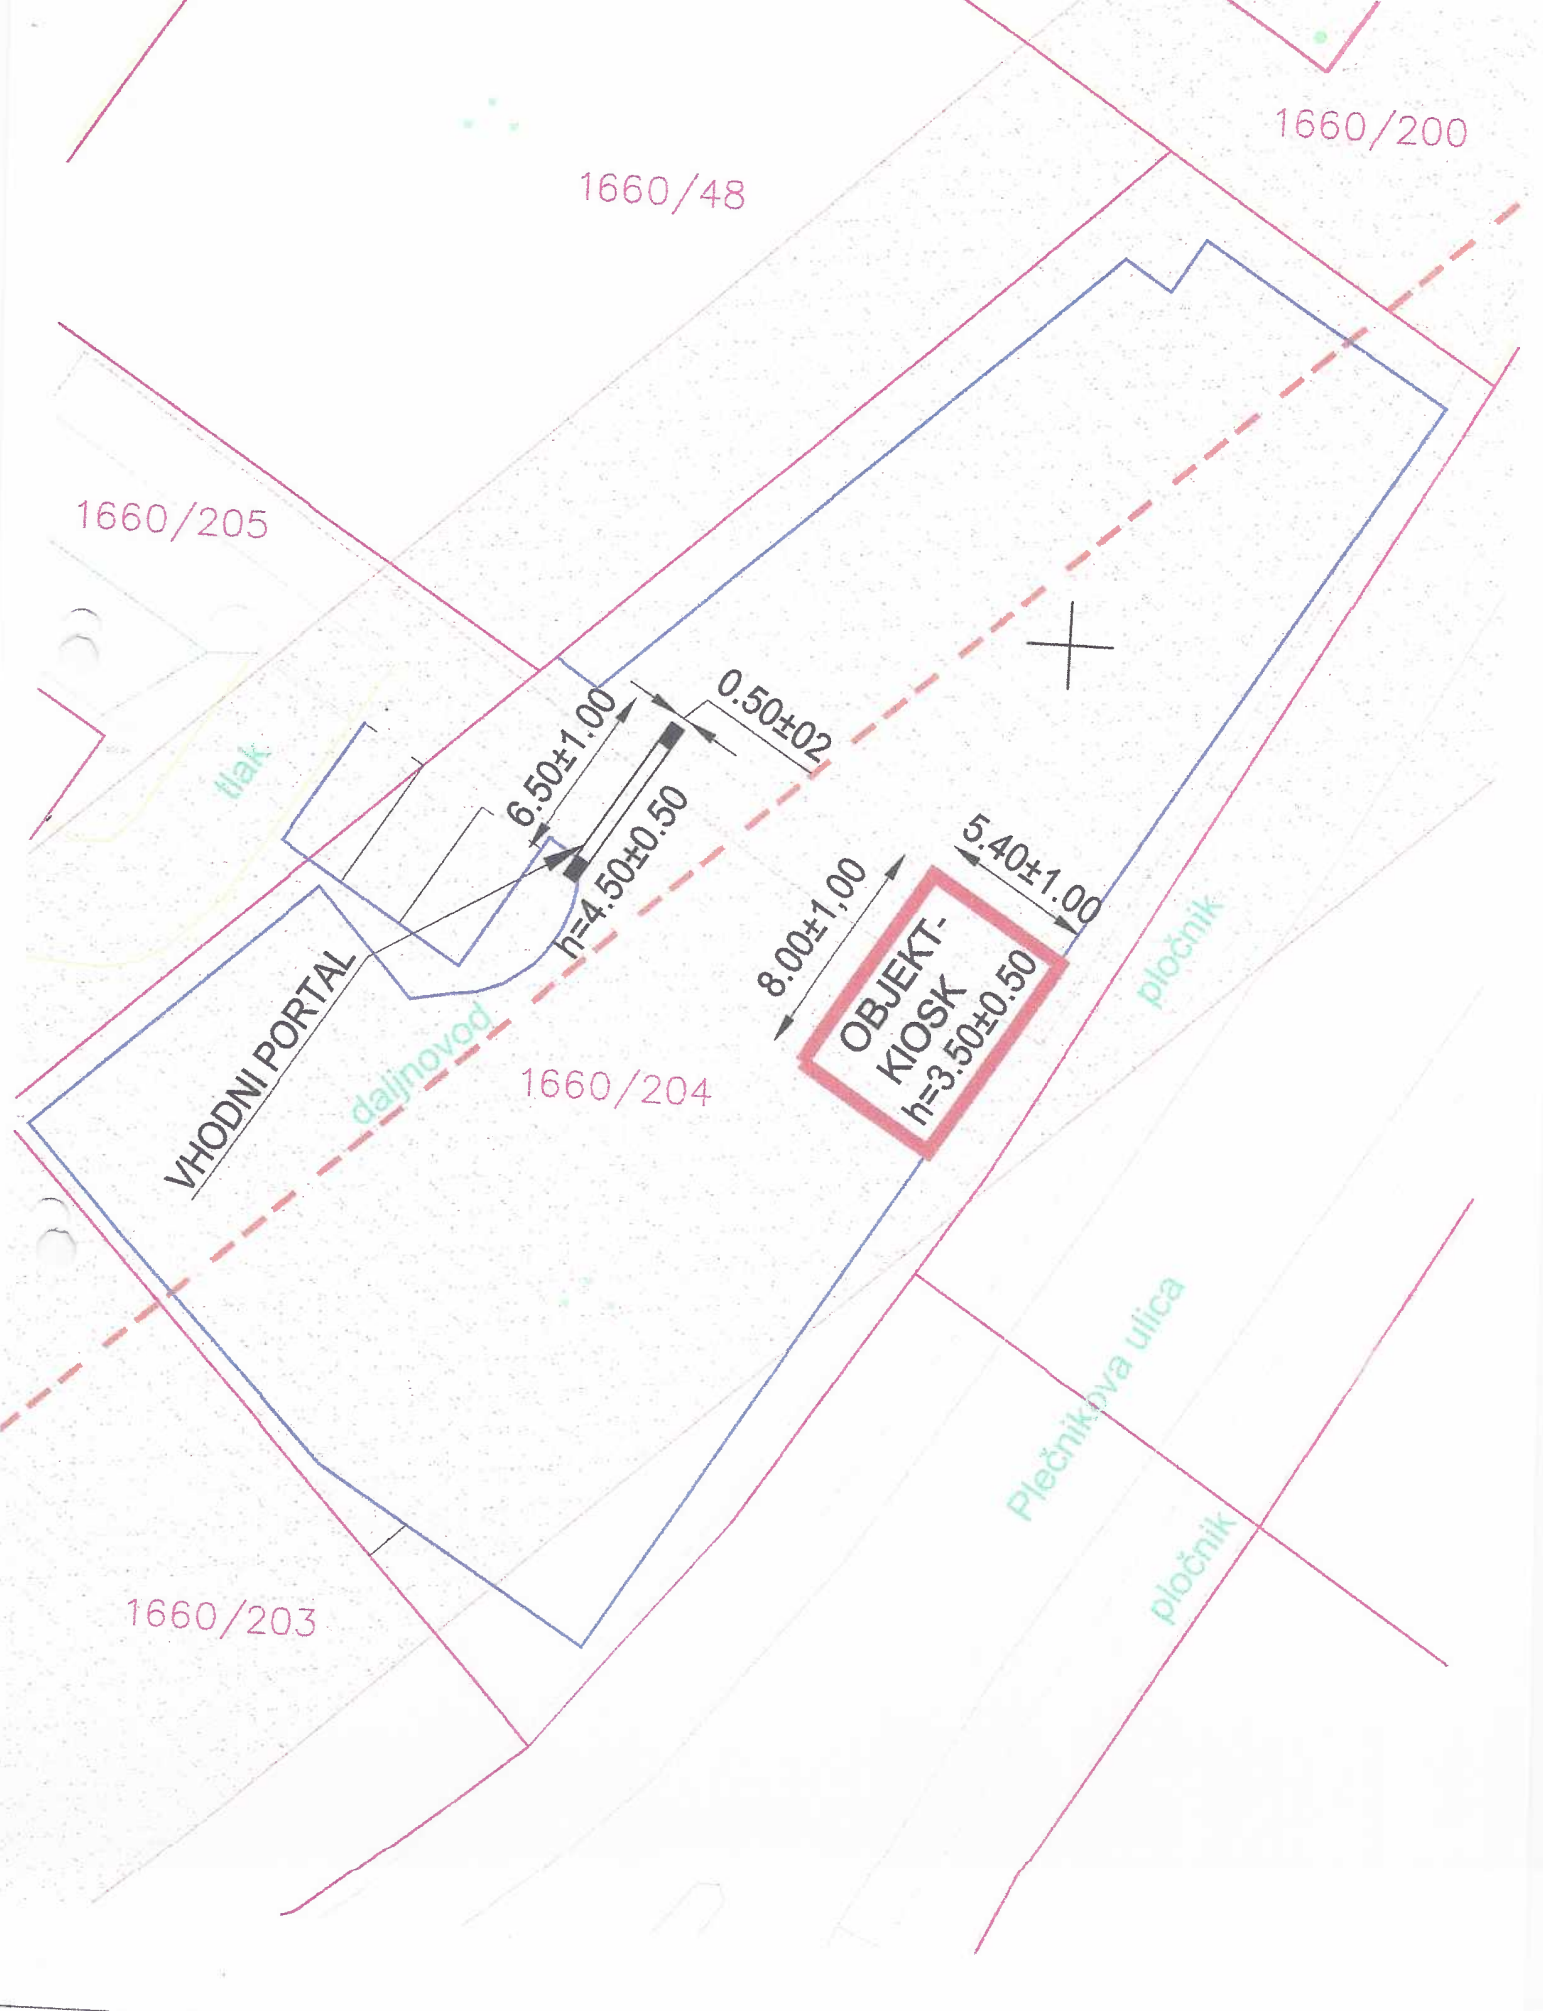 1660/200
1660/48
1660/205
tlak
6.50±1.00
0.50±02
h=4.50±0.50
VHODNI PORTAL
daljnovod
1660/204
8.00±1,00
5.40±1.00
OBJEKT-
KIOSK
h=3.50±0.50
pločnik
Plečnikova ulica
pločnik
1660/203